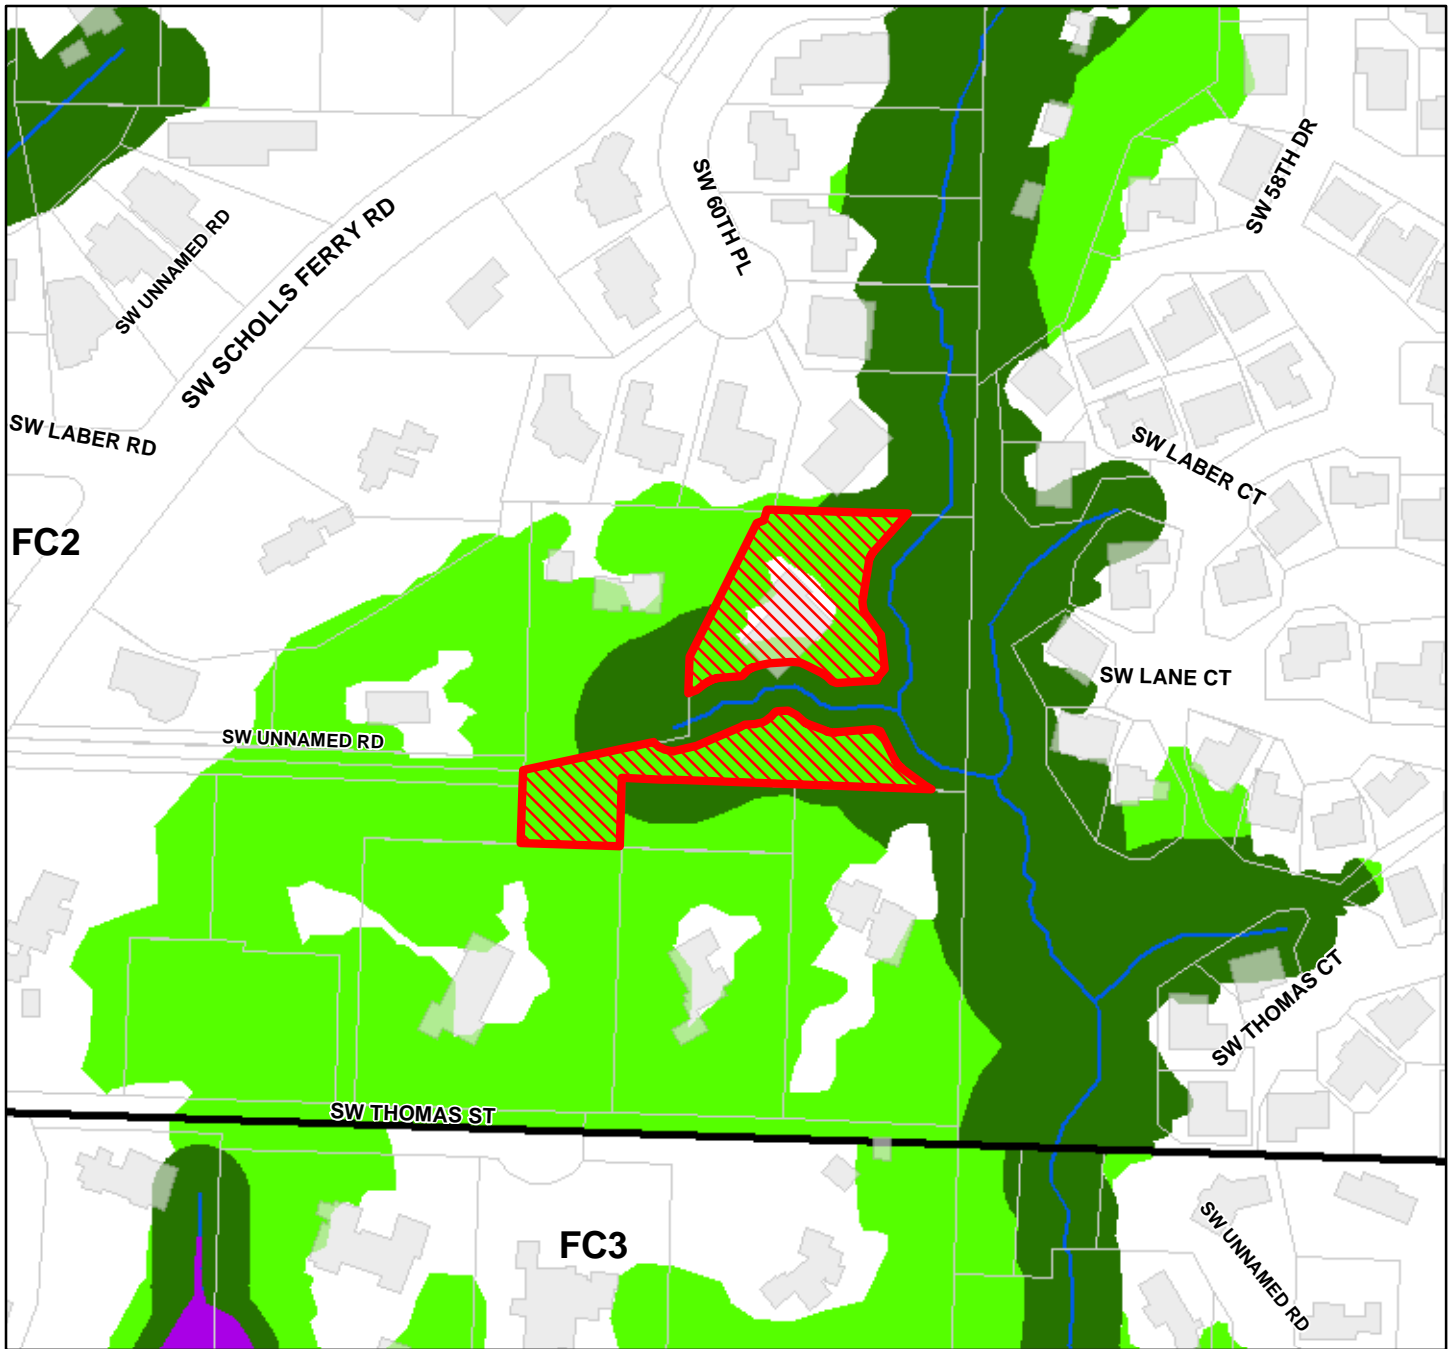 SW 58TH DR
SW 60TH PL
SW UNNAMED RD
SW SCHOLLS FERRY RD
SW LABER RD
SW LABER CT
FC2
SW LANE CT
SW UNNAMED RD
SW THOMAS CT
SW THOMAS ST
FC3
SW UNNAMED RD